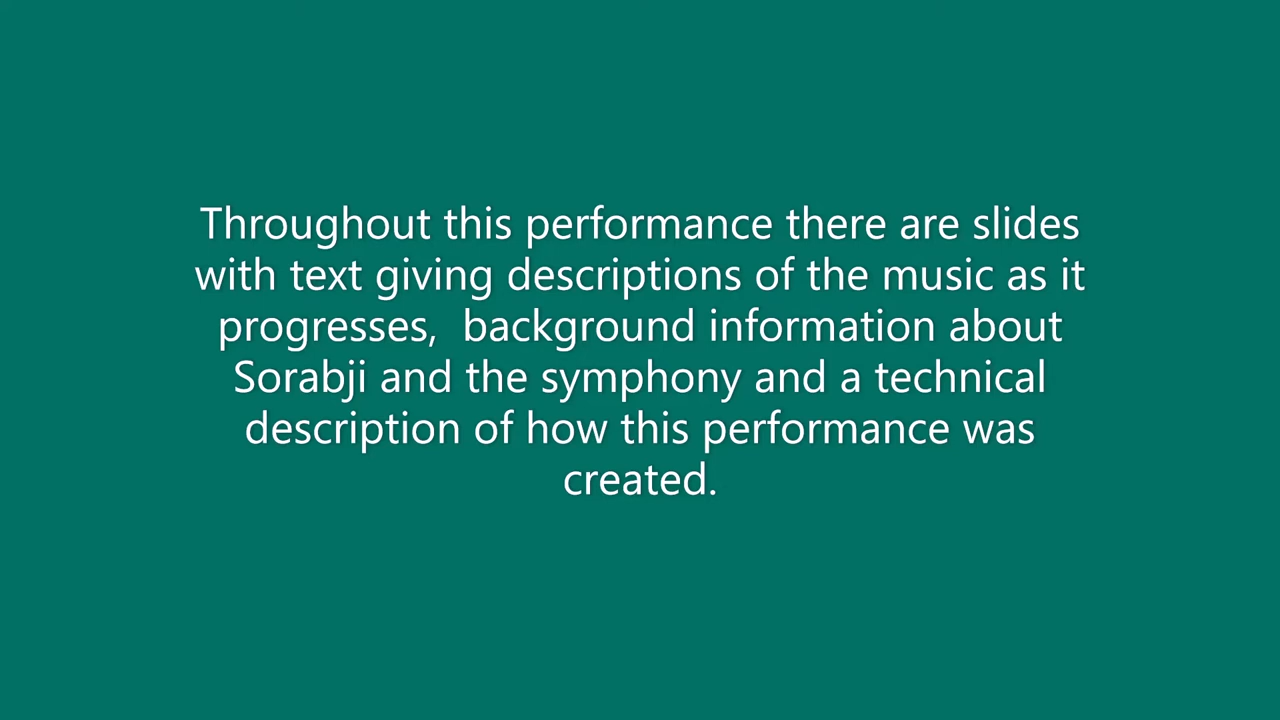 Throughout this performance there are slides
with text giving descriptions of the music as it
progresses,  background information about
Sorabji and the symphony and a technical
description of how this performance was
created.